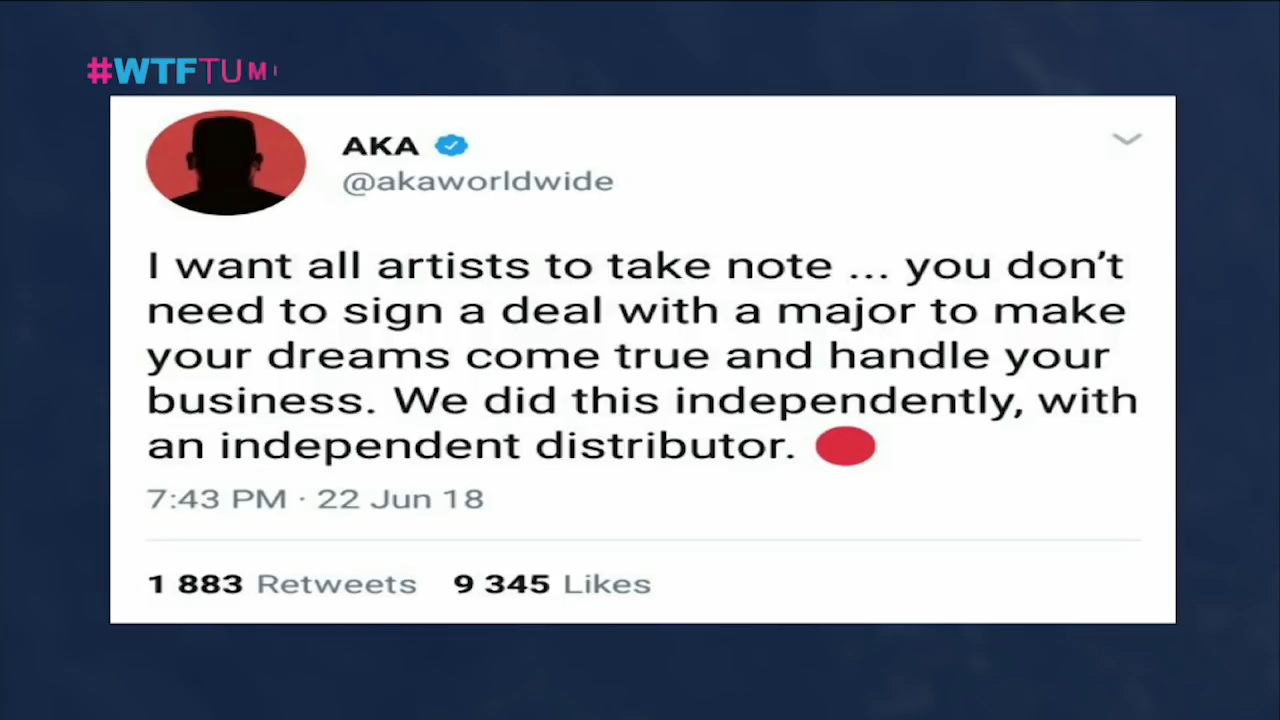 #WTFTUM
AKA
@akaworldwide
I want all artists to take note ... you don’t
need to sign a deal with a major to make
your dreams come true and handle your
business. We did this independently, with
an independent distributor.
7:43 PM · 22 Jun 18
1 883 Retweets 9 345 Likes